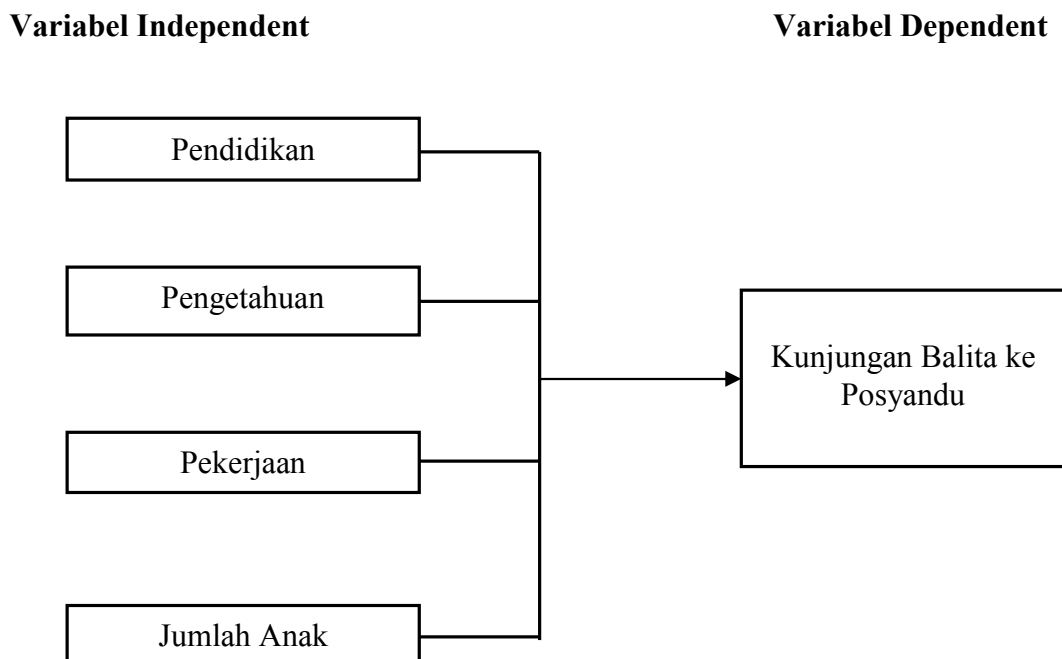 Variabel Independent
Variabel Dependent
Pendidikan
Pengetahuan
Kunjungan Balita ke
Posyandu
Pekerjaan
Jumlah Anak